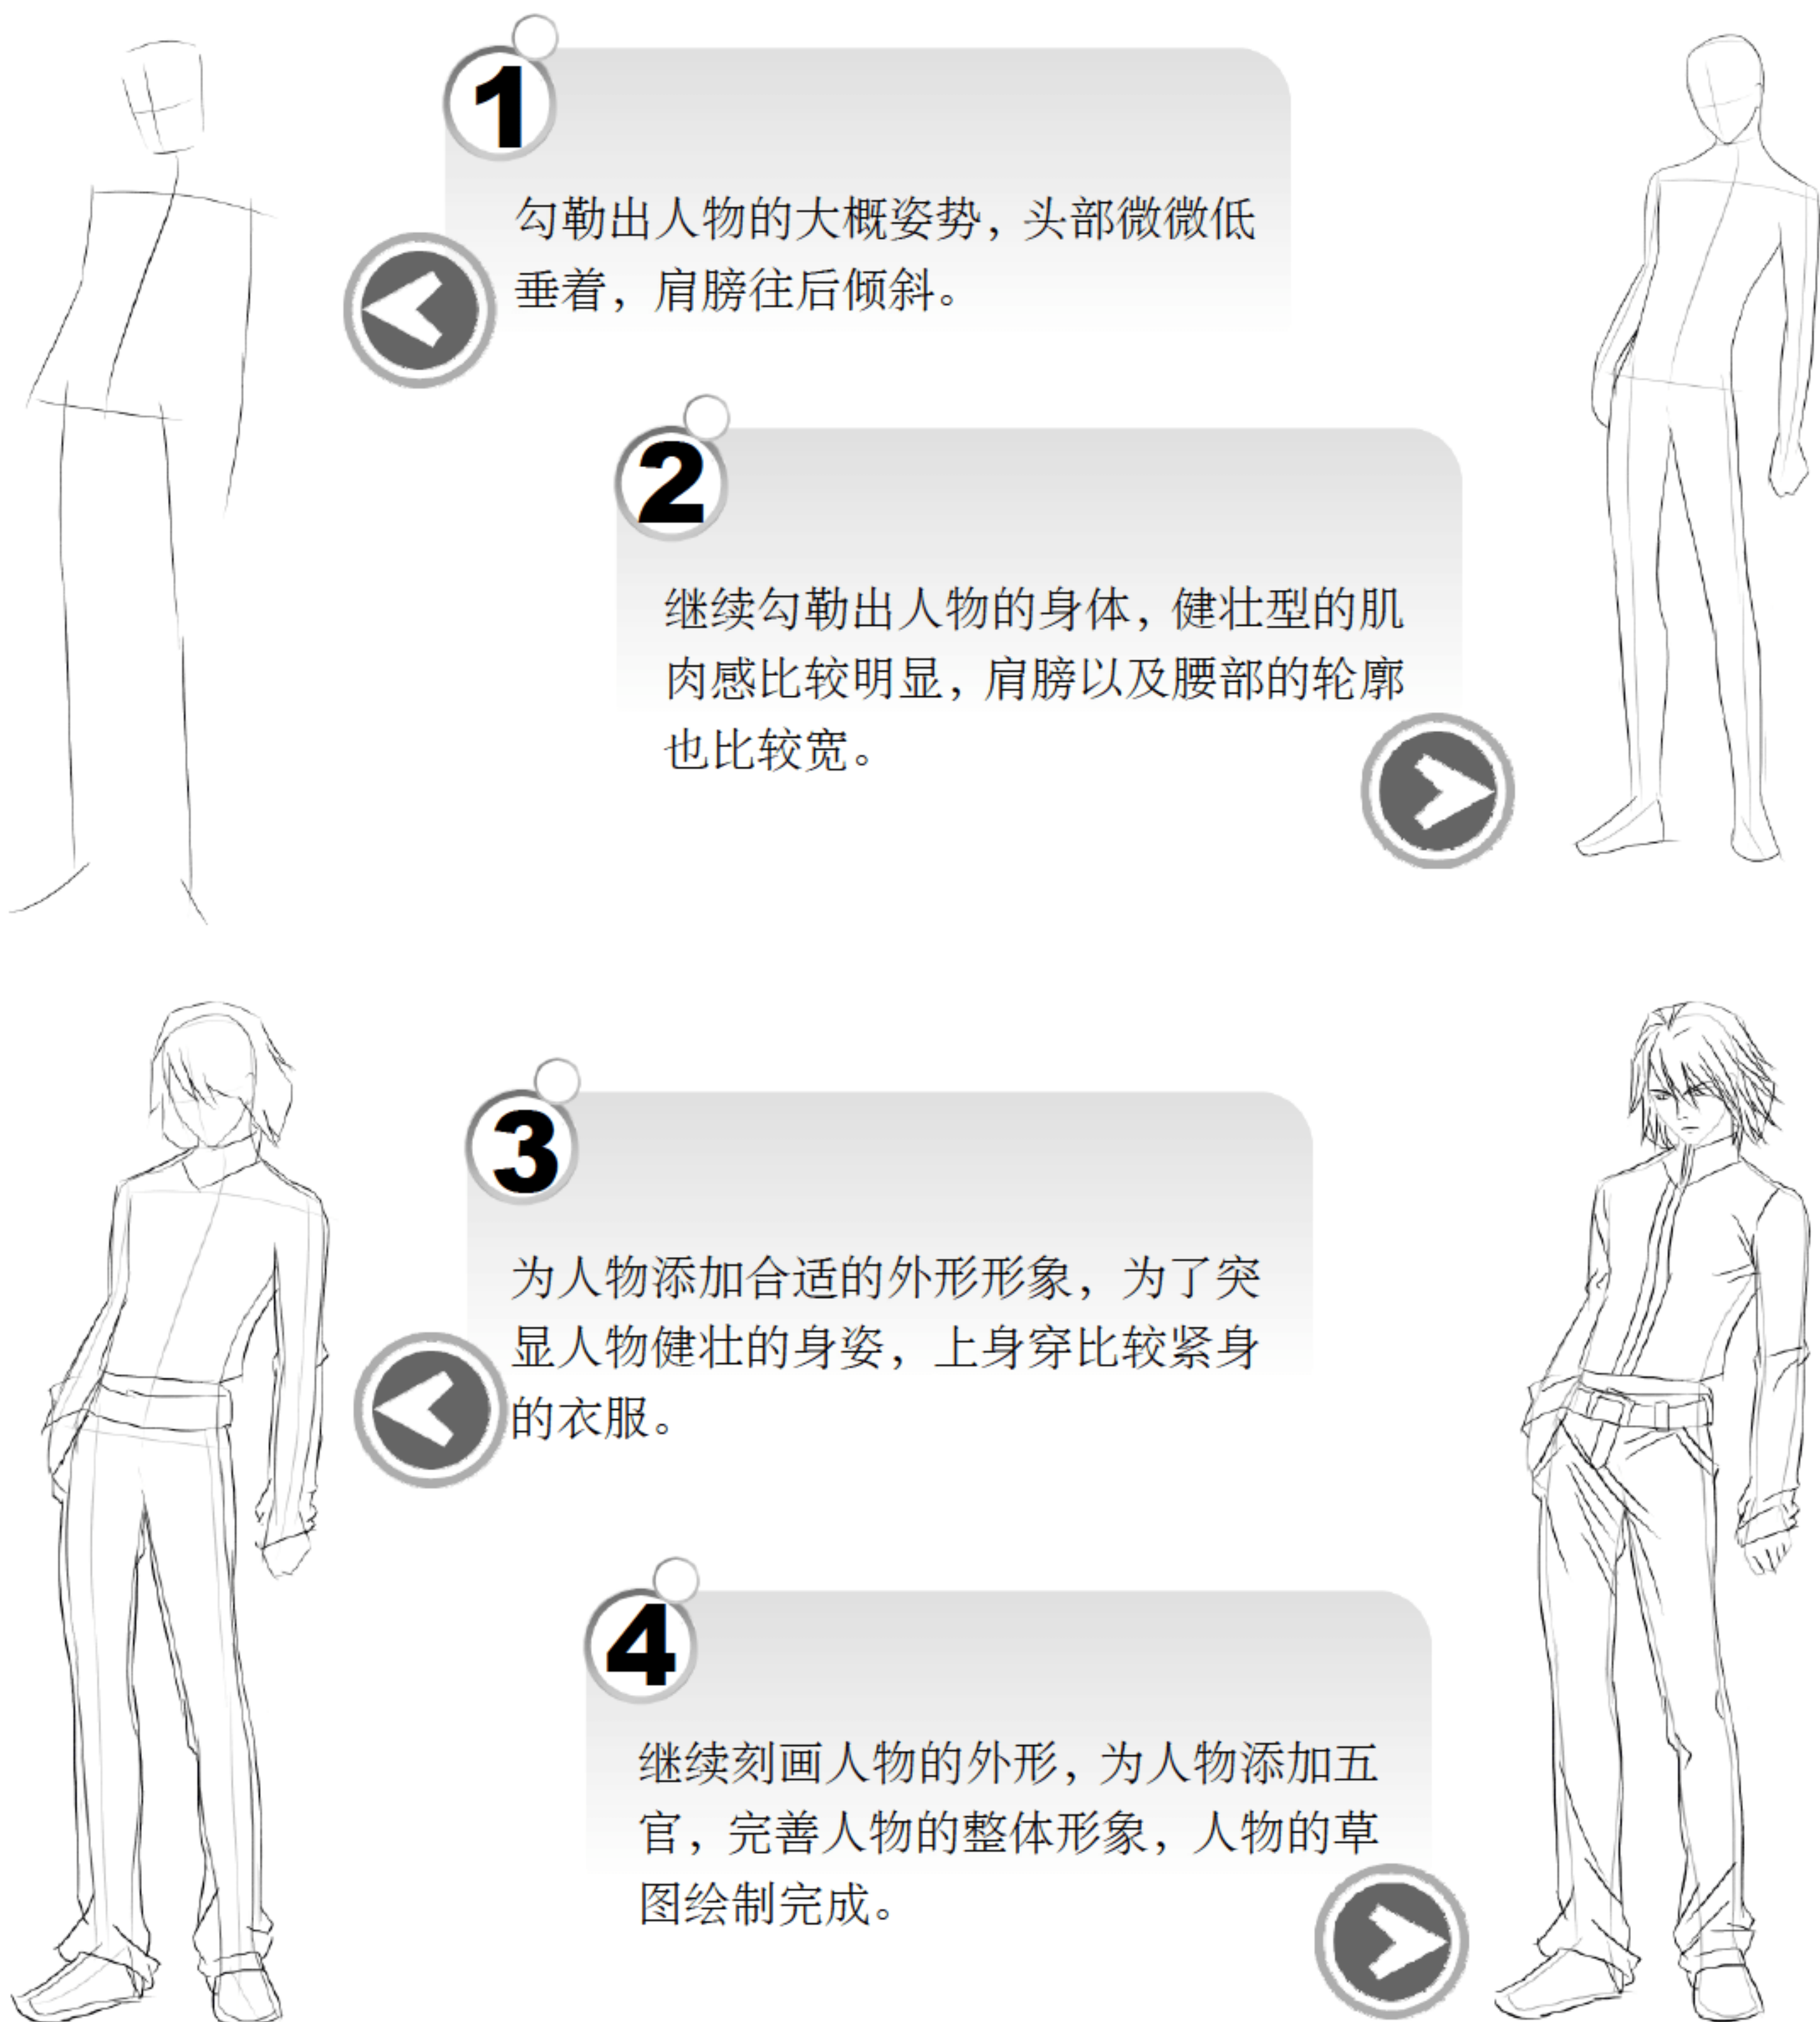 1
勾勒出人物的大概姿势，头部微微低
垂着，肩膀往后倾斜。
2
继续勾勒出人物的身体，健壮型的肌
肉感比较明显，肩膀以及腰部的轮廓
也比较宽。
3
为人物添加合适的外形形象，为了突
显人物健壮的身姿，上身穿比较紧身
的衣服。
4
继续刻画人物的外形，为人物添加五
官，完善人物的整体形象，人物的草
图绘制完成。